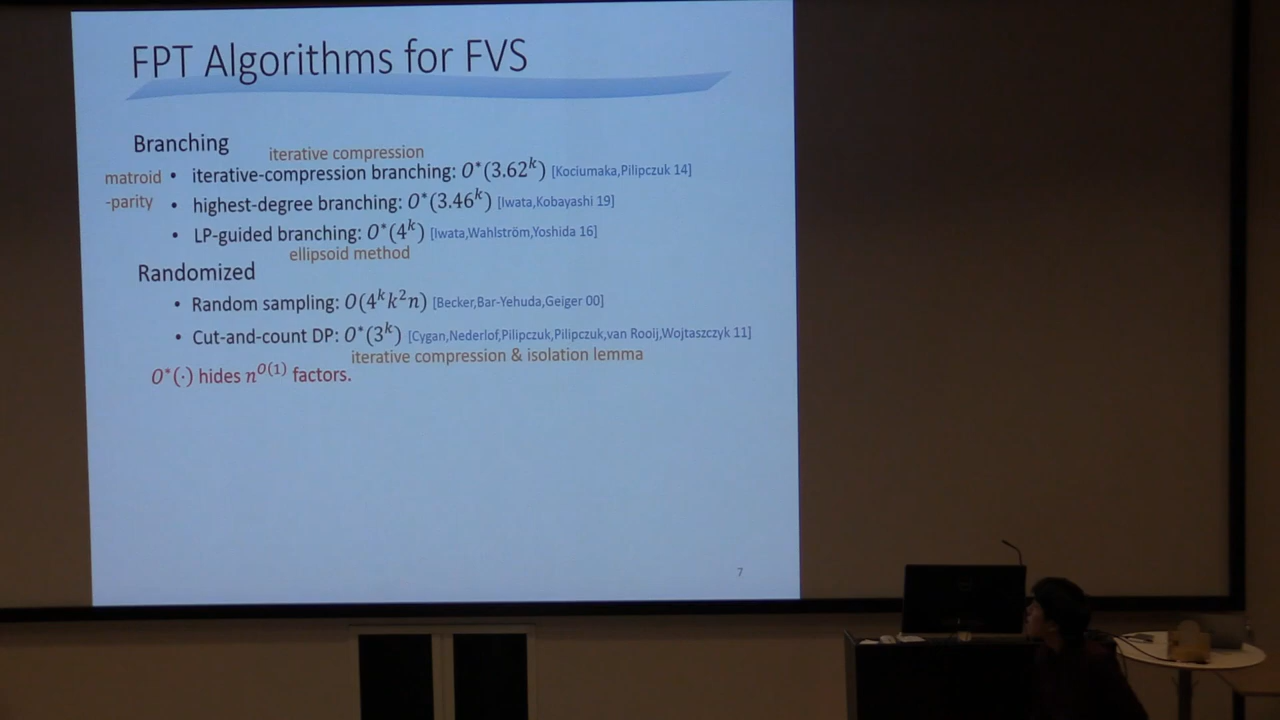 FPT Algorithms for FVS
Branching
iterative compression
matroid
-parity
• iterative-compression branching: O*(3.62^k) [Kociumaka,Pilipczuk 14]
• highest-degree branching: O*(3.46^k) [Iwata,Kobayashi 19]
• LP-guided branching: O*(4^k) [Iwata,Wahlström,Yoshida 16]
ellipsoid method
Randomized
• Random sampling: O(4^k k^2 n) [Becker,Bar-Yehuda,Geiger 00]
• Cut-and-count DP: O*(3^k) [Cygan,Nederlof,Pilipczuk,Pilipczuk,van Rooij,Wojtaszczyk 11]
iterative compression & isolation lemma
O*(·) hides n^O(1) factors.
7